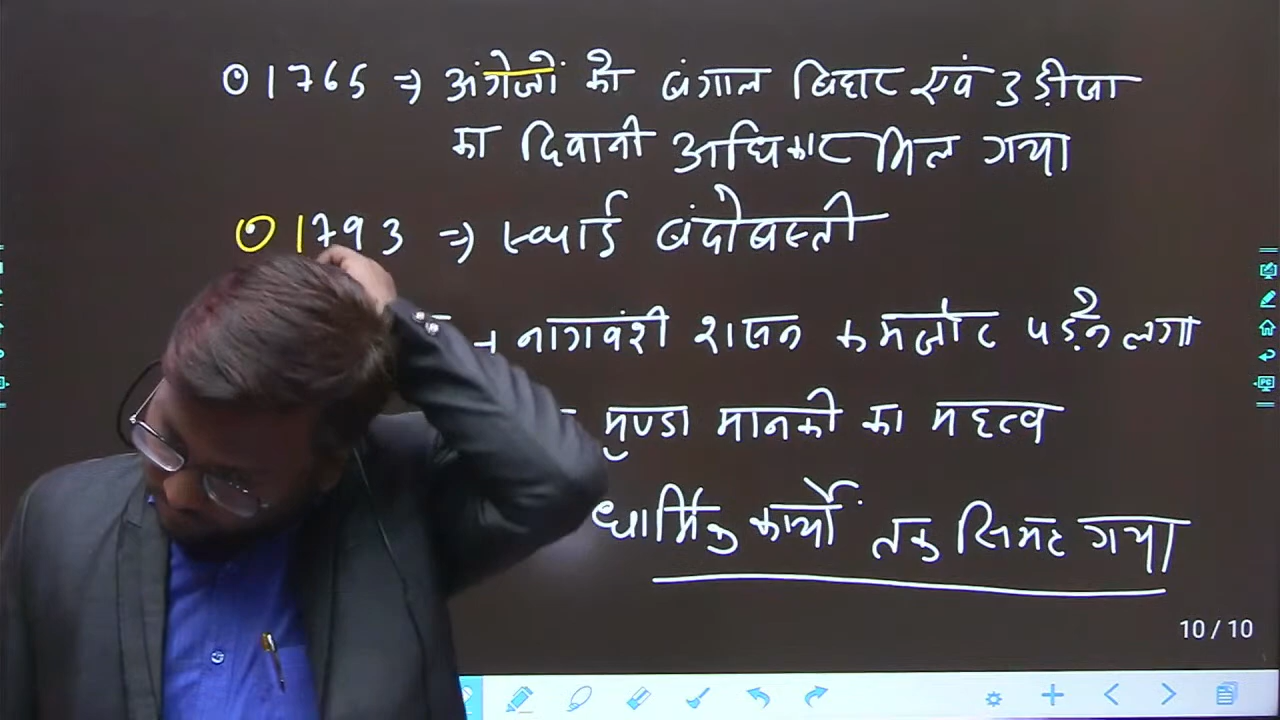 1765 ⇒ अंग्रेजों को बंगाल बिहार एवं उड़ीसा
का दिवानी अधिकार मिल गया
1793 ⇒ स्थाई बंदोबस्ती
→ नागवंशी शासन कमजोर पड़ने लगा
मुण्डा मानकी का महत्व
धार्मिक कार्यों तक सिमट गया
10 / 10
PC